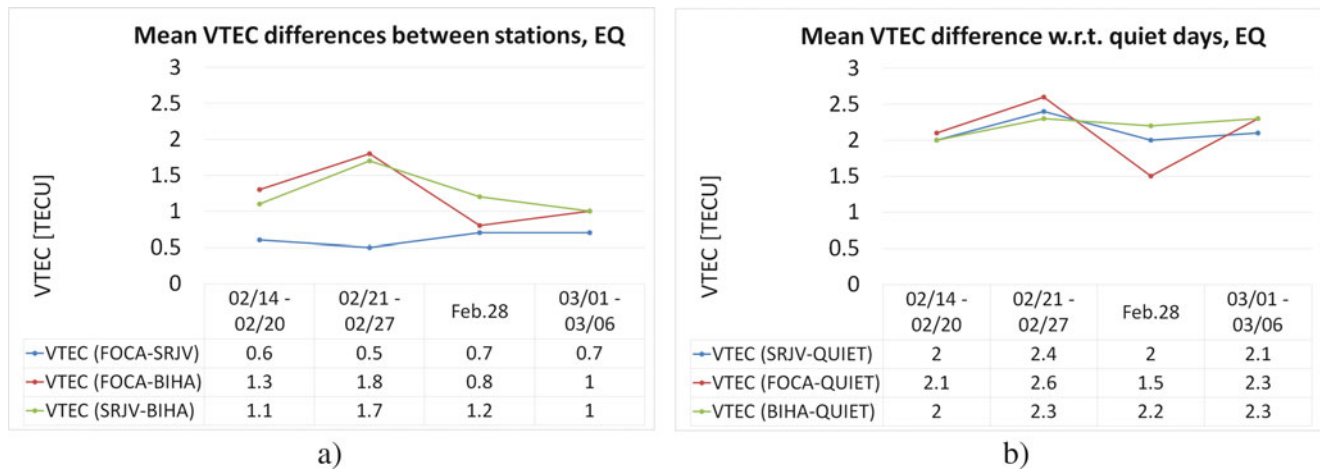 Mean VTEC differences between stations, EQ
3
2.5
2
1.5
1
0.5
0
VTEC [TECU]
02/14 - 02/21 - Feb.28 03/01 -
02/20 02/27 03/06
VTEC (FOCA-SRJV) 0.6 0.5 0.7 0.7
VTEC (FOCA-BIHA) 1.3 1.8 0.8 1
VTEC (SRJV-BIHA) 1.1 1.7 1.2 1
a)
Mean VTEC difference w.r.t. quiet days, EQ
3
2.5
2
1.5
1
0.5
0
VTEC [TECU]
02/14 - 02/21 - Feb.28 03/01 -
02/20 02/27 03/06
VTEC (SRJV-QUIET) 2 2.4 2 2.1
VTEC (FOCA-QUIET) 2.1 2.6 1.5 2.3
VTEC (BIHA-QUIET) 2 2.3 2.2 2.3
b)